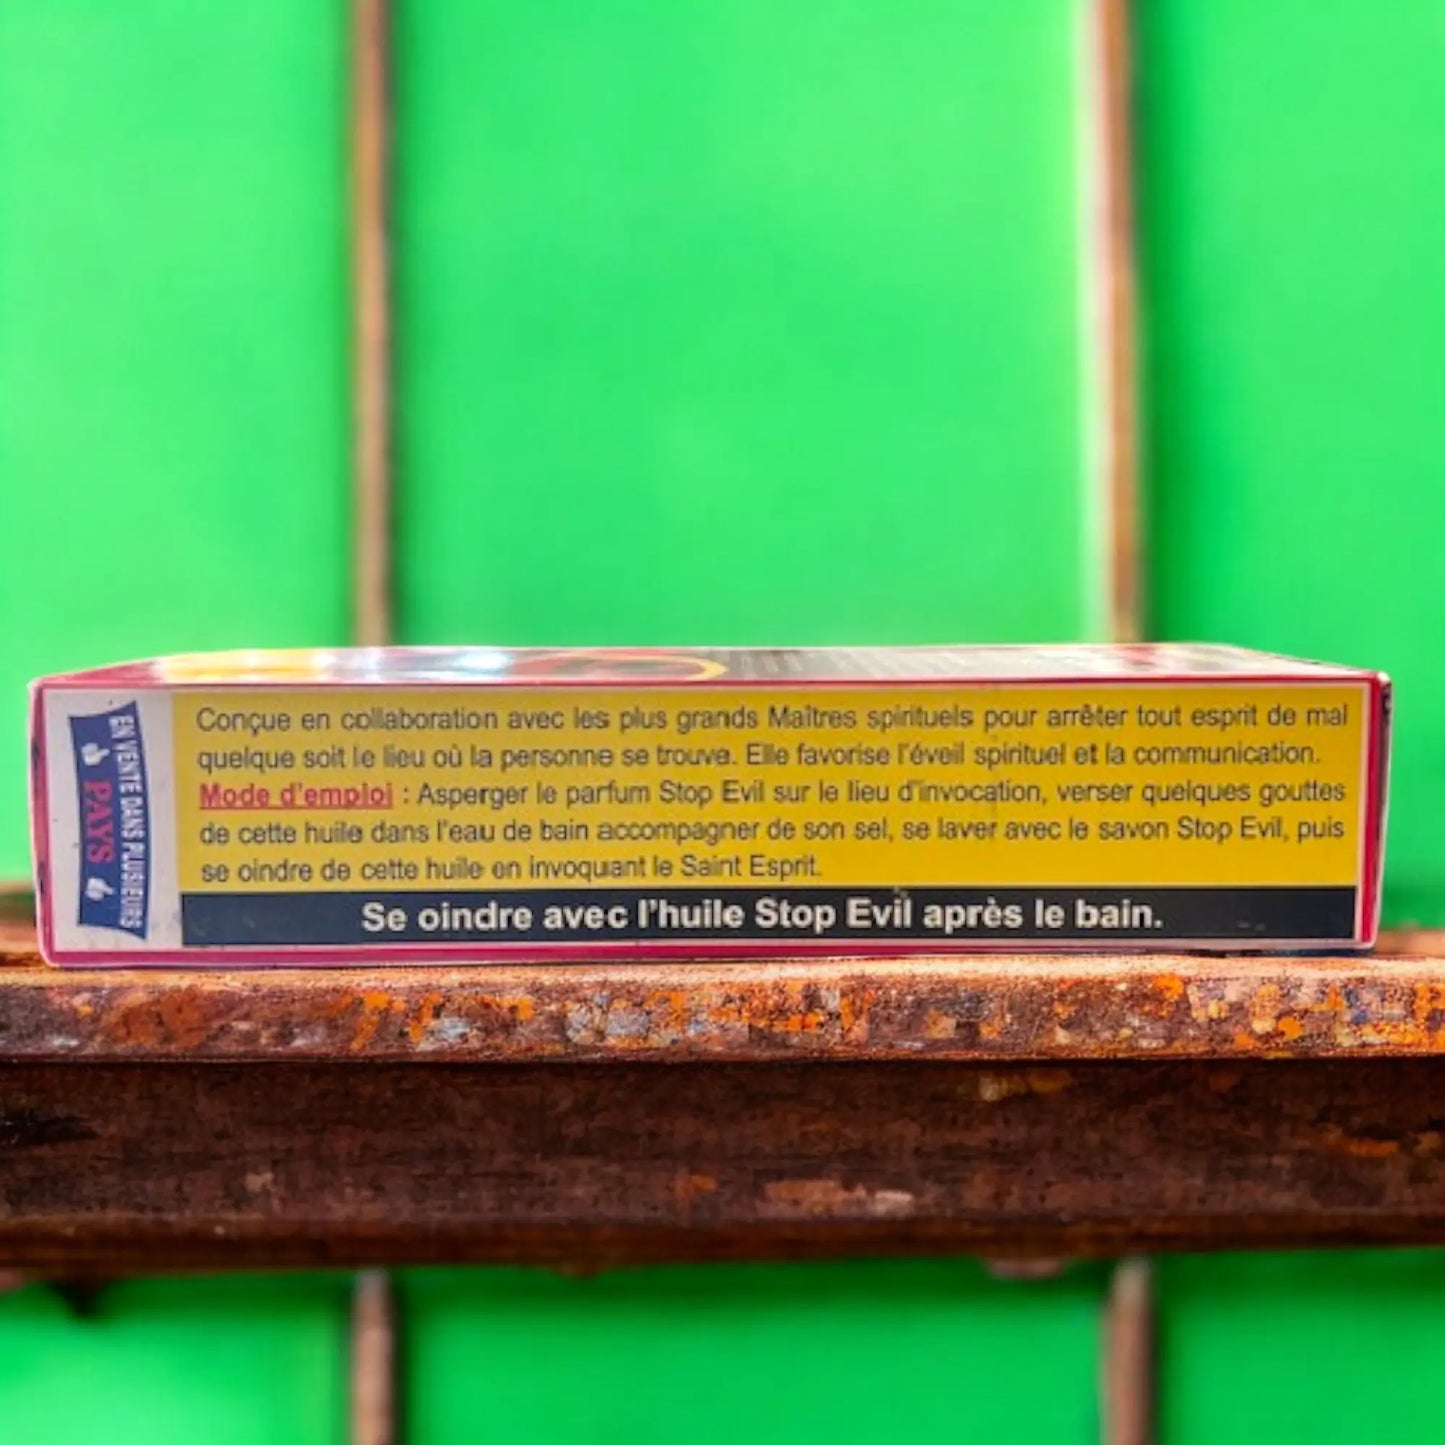 EN VENTE DANS PLUSIEURS
PAYS
Conçue en collaboration avec les plus grands Maîtres spirituels pour arrêter tout esprit de mal
quelque soit le lieu où la personne se trouve. Elle favorise l'éveil spirituel et la communication.
Mode d'emploi : Asperger le parfum Stop Evil sur le lieu d'invocation, verser quelques gouttes
de cette huile dans l'eau de bain accompagner de son sel, se laver avec le savon Stop Evil, puis
se oindre de cette huile en invoquant le Saint Esprit.
Se oindre avec l'huile Stop Evil après le bain.